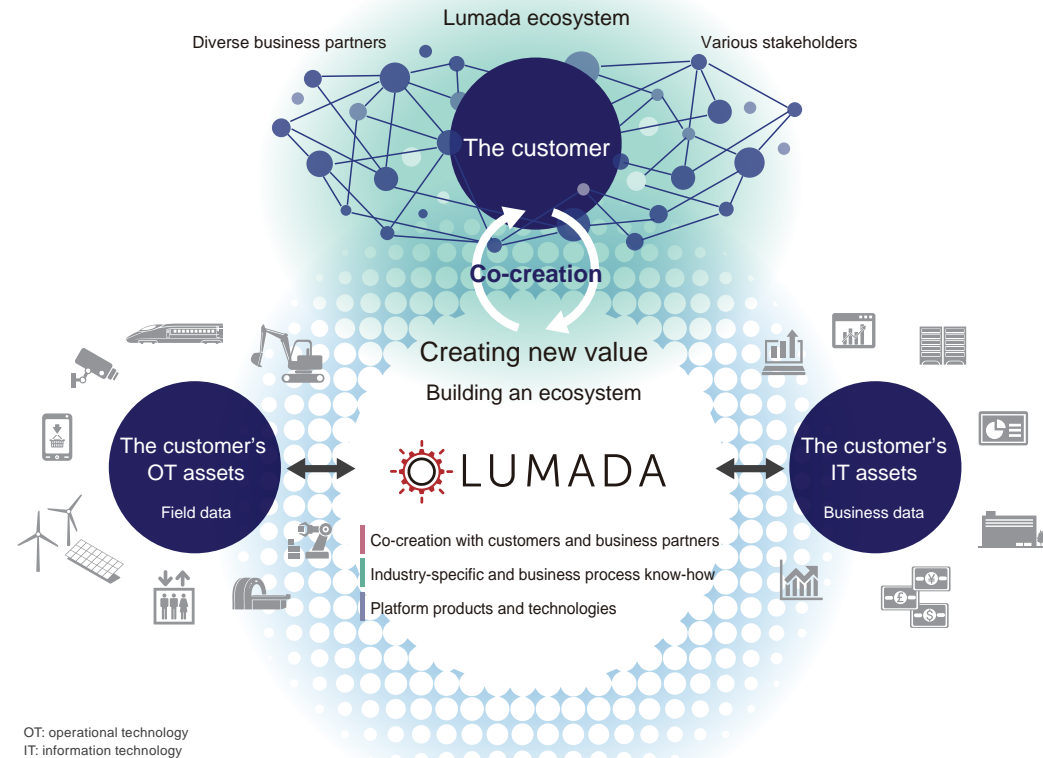 Lumada ecosystem
Diverse business partners
Various stakeholders
The customer
Co-creation
Creating new value
Building an ecosystem
The customer's
OT assets
Field data
LUMADA
The customer's
IT assets
Business data
Co-creation with customers and business partners
Industry-specific and business process know-how
Platform products and technologies
¥
£
$
OT: operational technology
IT: information technology